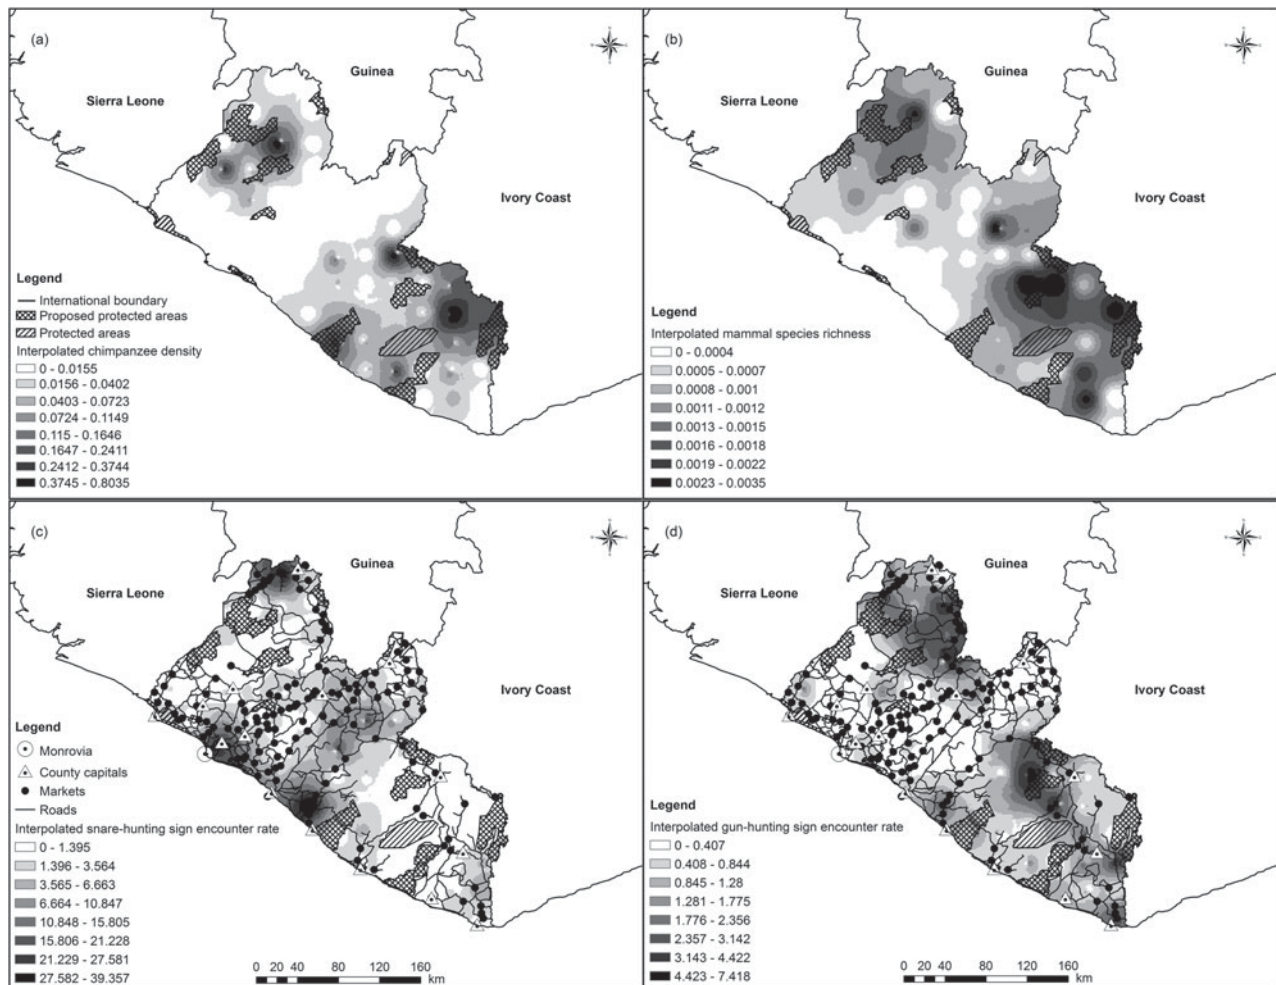 (a)
Guinea
Sierra Leone
Ivory Coast
Legend
International boundary
Proposed protected areas
Protected areas
Interpolated chimpanzee density
0 - 0.0155
0.0156 - 0.0402
0.0403 - 0.0723
0.0724 - 0.1149
0.115 - 0.1646
0.1647 - 0.2411
0.2412 - 0.3744
0.3745 - 0.8035
(b)
Guinea
Sierra Leone
Ivory Coast
Legend
Interpolated mammal species richness
0 - 0.0004
0.0005 - 0.0007
0.0008 - 0.001
0.0011 - 0.0012
0.0013 - 0.0015
0.0016 - 0.0018
0.0019 - 0.0022
0.0023 - 0.0035
(c)
Guinea
Sierra Leone
Ivory Coast
Legend
Monrovia
County capitals
Markets
Roads
Interpolated snare-hunting sign encounter rate
0 - 1.395
1.396 - 3.564
3.565 - 6.663
6.664 - 10.847
10.848 - 15.805
15.806 - 21.228
21.229 - 27.581
27.582 - 39.357
0 20 40 80 120 160
km
(d)
Guinea
Sierra Leone
Ivory Coast
Legend
Interpolated gun-hunting sign encounter rate
0 - 0.407
0.408 - 0.844
0.845 - 1.28
1.281 - 1.775
1.776 - 2.356
2.357 - 3.142
3.143 - 4.422
4.423 - 7.418
0 20 40 80 120 160
km